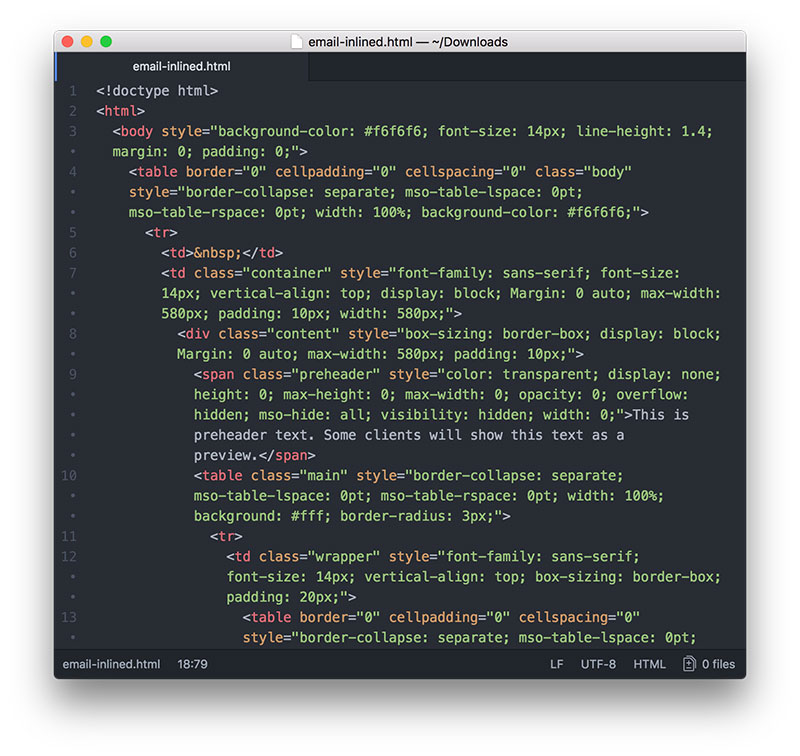 email-inlined.html — ~/Downloads
email-inlined.html
1 <!doctype html>
2 <html>
3 <body style="background-color: #f6f6f6; font-size: 14px; line-height: 1.4;
• margin: 0; padding: 0;">
4 <table border="0" cellpadding="0" cellspacing="0" class="body"
• style="border-collapse: separate; mso-table-lspace: 0pt;
• mso-table-rspace: 0pt; width: 100%; background-color: #f6f6f6;">
5 <tr>
6 <td>&nbsp;</td>
7 <td class="container" style="font-family: sans-serif; font-size:
• 14px; vertical-align: top; display: block; Margin: 0 auto; max-width:
• 580px; padding: 10px; width: 580px;">
8 <div class="content" style="box-sizing: border-box; display: block;
• Margin: 0 auto; max-width: 580px; padding: 10px;">
9 <span class="preheader" style="color: transparent; display: none;
• height: 0; max-height: 0; max-width: 0; opacity: 0; overflow:
• hidden; mso-hide: all; visibility: hidden; width: 0;">This is
• preheader text. Some clients will show this text as a
• preview.</span>
10 <table class="main" style="border-collapse: separate;
• mso-table-lspace: 0pt; mso-table-rspace: 0pt; width: 100%;
• background: #fff; border-radius: 3px;">
11 <tr>
12 <td class="wrapper" style="font-family: sans-serif;
• font-size: 14px; vertical-align: top; box-sizing: border-box;
• padding: 20px;">
13 <table border="0" cellpadding="0" cellspacing="0"
• style="border-collapse: separate; mso-table-lspace: 0pt;
email-inlined.html 18:79 LF UTF-8 HTML 0 files